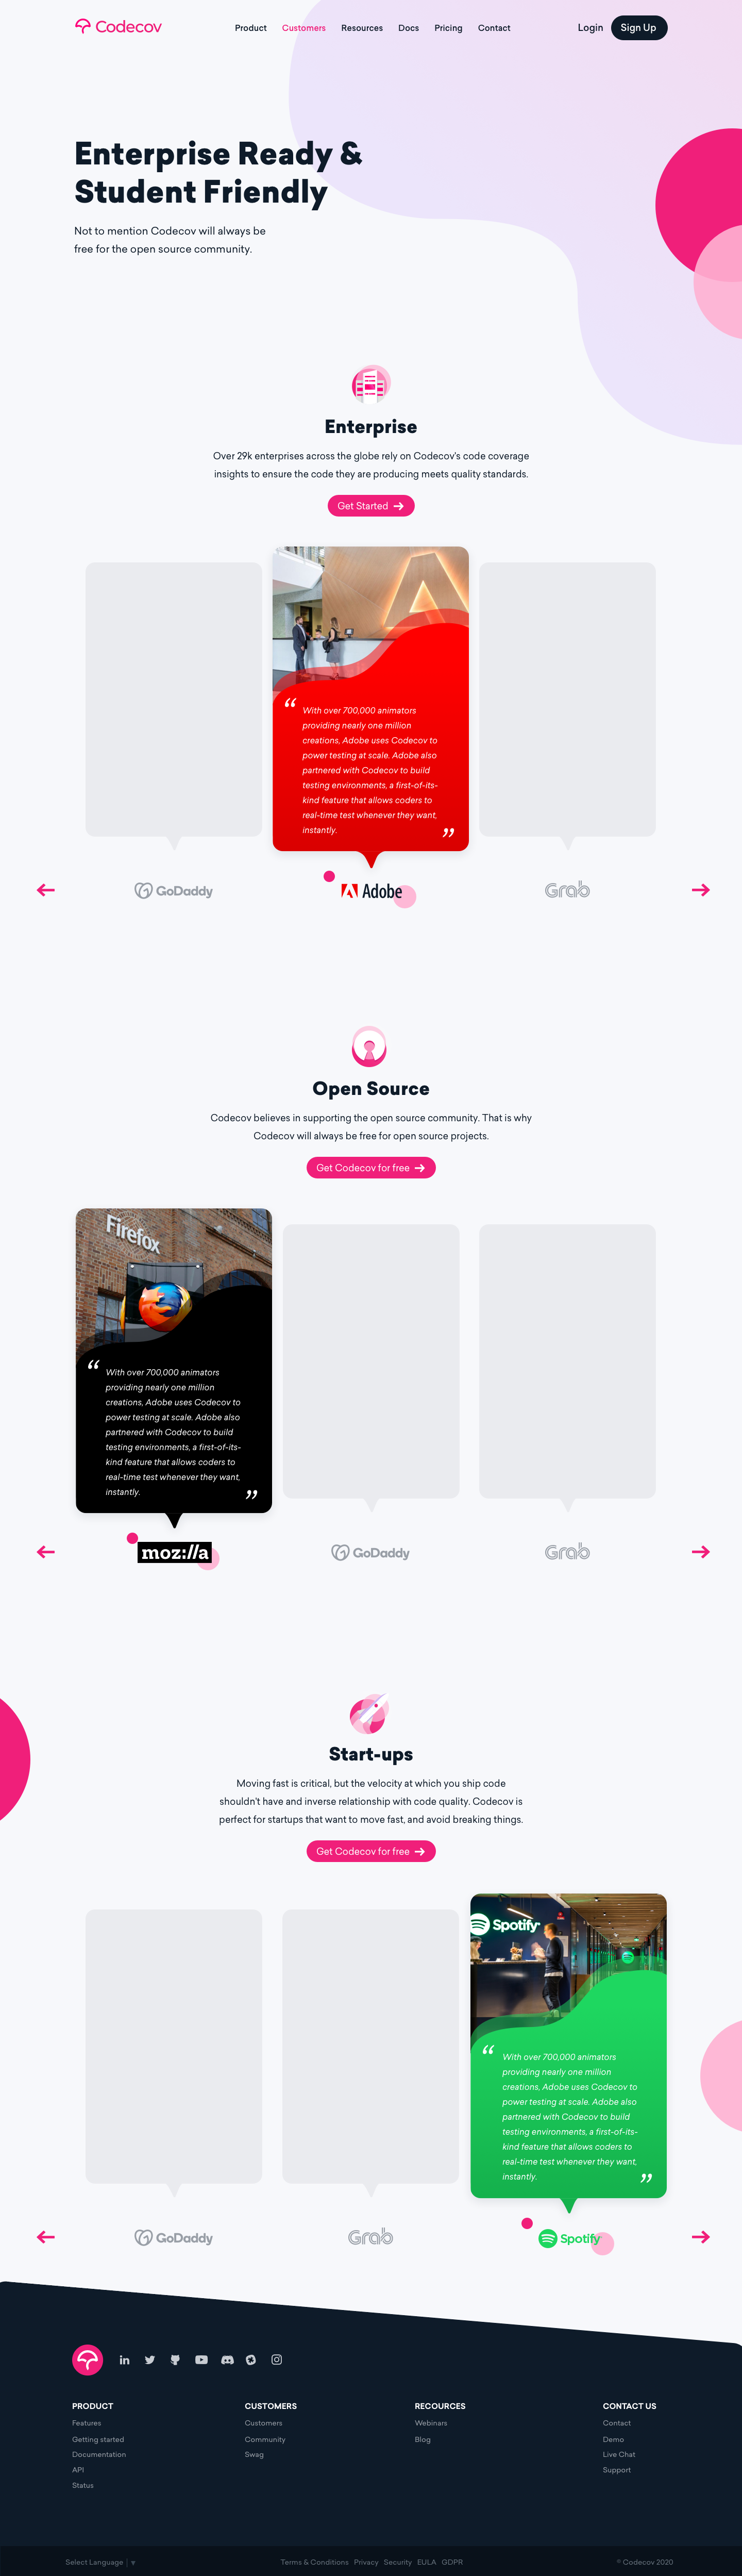 Codecov
Product Customers Resources Docs Pricing Contact
Login Sign Up
Enterprise Ready &
Student Friendly
Not to mention Codecov will always be
free for the open source community.
Enterprise
Over 29k enterprises across the globe rely on Codecov's code coverage
insights to ensure the code they are producing meets quality standards.
Get Started
“ With over 700,000 animators
providing nearly one million
creations, Adobe uses Codecov to
power testing at scale. Adobe also
partnered with Codecov to build
testing environments, a first-of-its-
kind feature that allows coders to
real-time test whenever they want,
instantly. ”
GoDaddy
Adobe
Grab
Open Source
Codecov believes in supporting the open source community. That is why
Codecov will always be free for open source projects.
Get Codecov for free
Firefox
“ With over 700,000 animators
providing nearly one million
creations, Adobe uses Codecov to
power testing at scale. Adobe also
partnered with Codecov to build
testing environments, a first-of-its-
kind feature that allows coders to
real-time test whenever they want,
instantly. ”
moz://a
GoDaddy
Grab
Start-ups
Moving fast is critical, but the velocity at which you ship code
shouldn't have and inverse relationship with code quality. Codecov is
perfect for startups that want to move fast, and avoid breaking things.
Get Codecov for free
Spotify
“ With over 700,000 animators
providing nearly one million
creations, Adobe uses Codecov to
power testing at scale. Adobe also
partnered with Codecov to build
testing environments, a first-of-its-
kind feature that allows coders to
real-time test whenever they want,
instantly. ”
GoDaddy
Grab
Spotify
in
PRODUCT
Features
Getting started
Documentation
API
Status
CUSTOMERS
Customers
Community
Swag
RECOURCES
Webinars
Blog
CONTACT US
Contact
Demo
Live Chat
Support
Select Language
Terms & Conditions Privacy Security EULA GDPR
© Codecov 2020